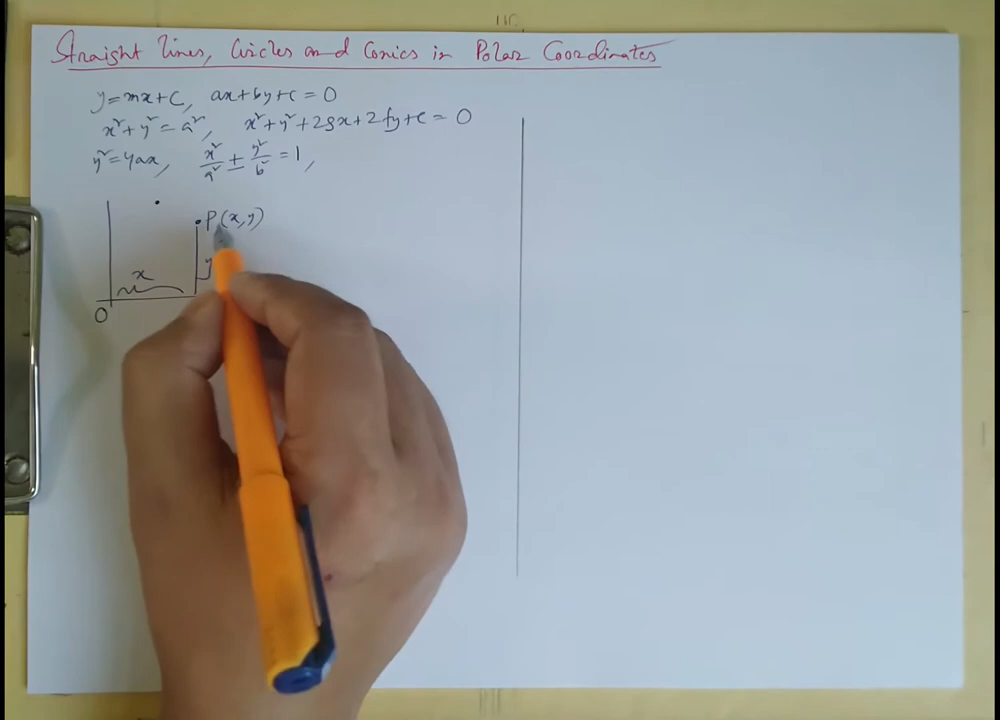 Straight lines, Circles and Conics in Polar Coordinates
y=mx+c, ax+by+c=0
x²+y²=a², x²+y²+2gx+2fy+c=0
y²=4ax, x²/a² ± y²/b² = 1,
P(x,y)
y
x
O